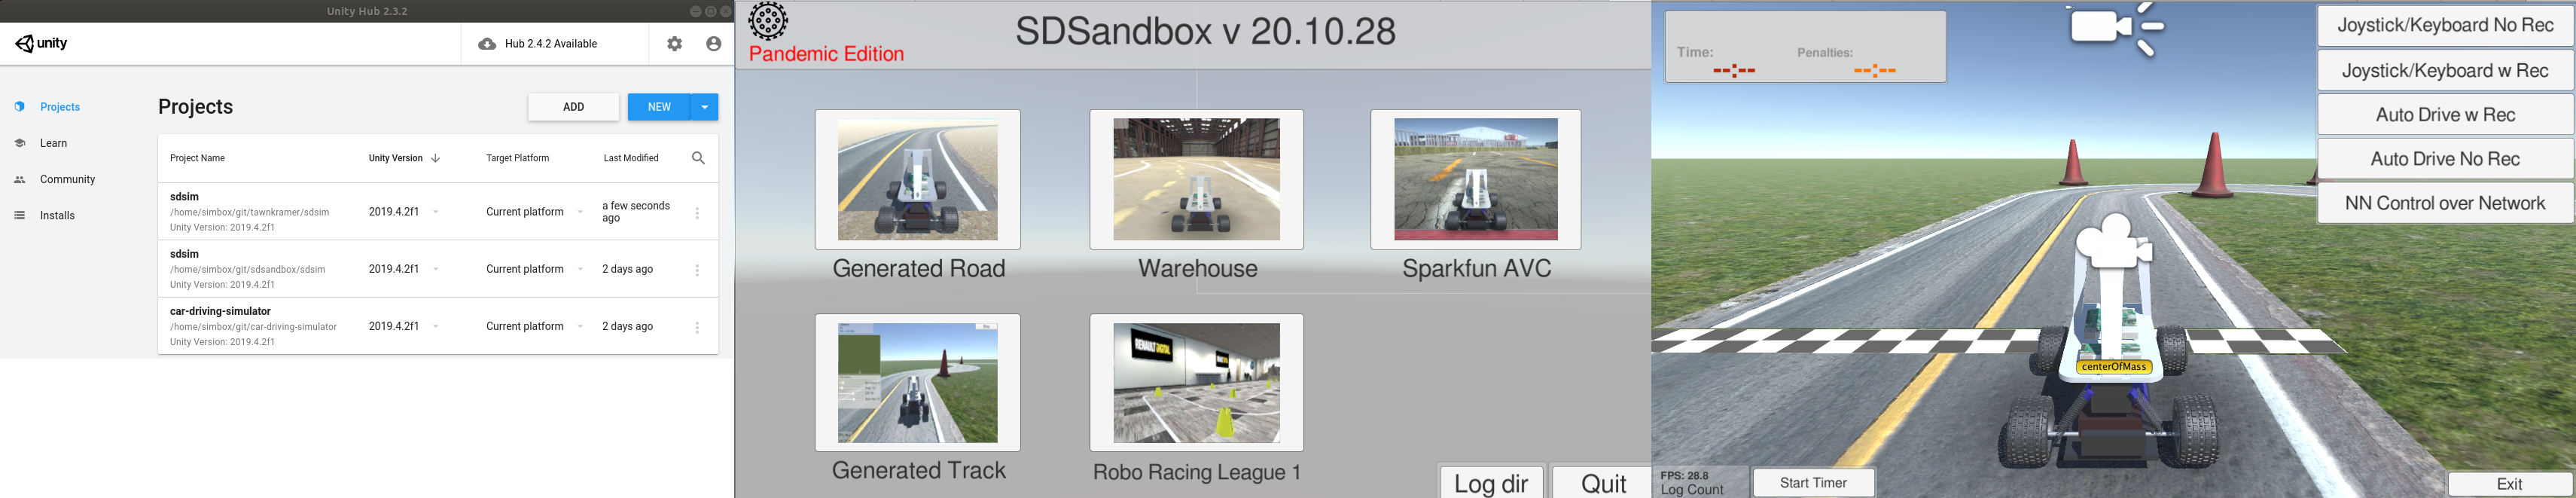 Unity Hub 2.3.2
unity
Hub 2.4.2 Available
Projects
Learn
Community
Installs
Projects
ADD
NEW
Project Name
Unity Version
Target Platform
Last Modified
sdsim
/home/simbox/git/tawnkramer/sdsim
Unity Version: 2019.4.2f1
2019.4.2f1
Current platform
a few seconds
ago
sdsim
/home/simbox/git/sdsandbox/sdsim
Unity Version: 2019.4.2f1
2019.4.2f1
Current platform
2 days ago
car-driving-simulator
/home/simbox/git/car-driving-simulator
Unity Version: 2019.4.2f1
2019.4.2f1
Current platform
2 days ago
Pandemic Edition
SDSandbox v 20.10.28
Generated Road
Warehouse
Sparkfun AVC
Generated Track
Robo Racing League 1
Log dir
Quit
Time:
--:--
Penalties:
--:--
Joystick/Keyboard No Rec
Joystick/Keyboard w Rec
Auto Drive w Rec
Auto Drive No Rec
NN Control over Network
centerOfMass
FPS: 28.8
Log Count
Start Timer
Exit